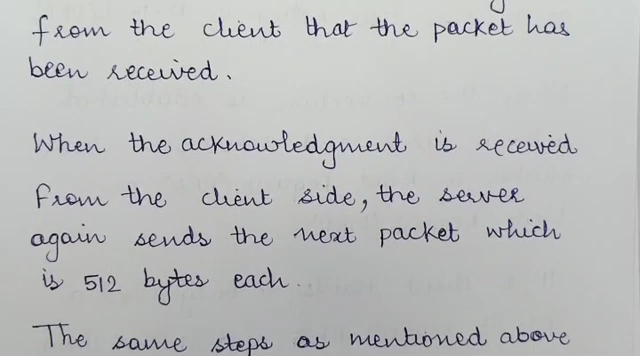 from the client that the packet has
been received.
When the acknowledgment is received
from the client side, the server
again sends the next packet which
is 512 bytes each.
The same steps as mentioned above